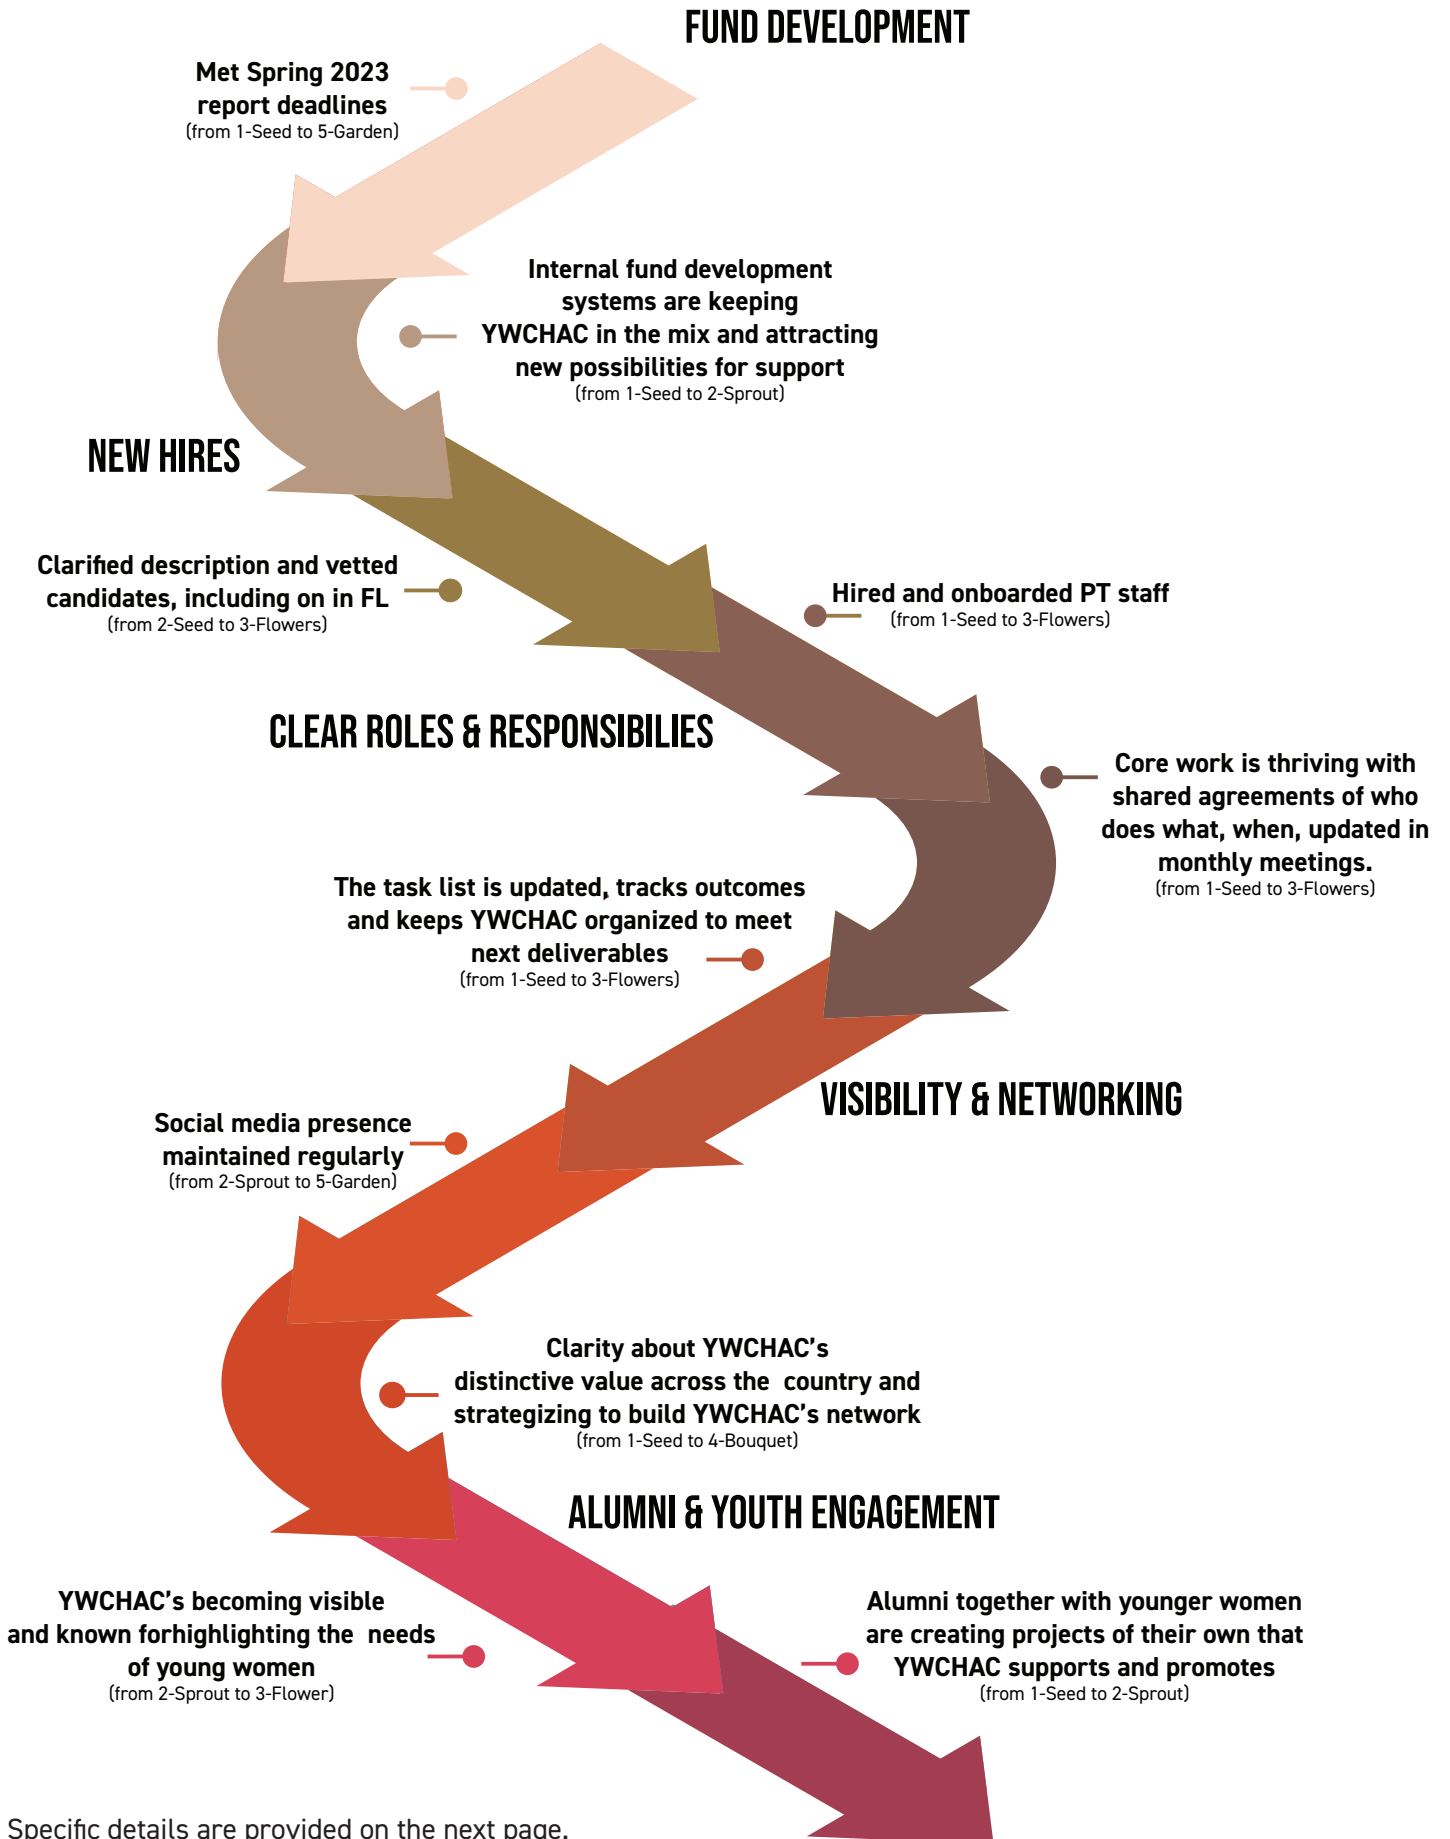 FUND DEVELOPMENT
Met Spring 2023
report deadlines
(from 1-Seed to 5-Garden)
Internal fund development
systems are keeping
YWCHAC in the mix and attracting
new possibilities for support
(from 1-Seed to 2-Sprout)
NEW HIRES
Clarified description and vetted
candidates, including on in FL
(from 2-Seed to 3-Flowers)
Hired and onboarded PT staff
(from 1-Seed to 3-Flowers)
CLEAR ROLES & RESPONSIBILIES
Core work is thriving with
shared agreements of who
does what, when, updated in
monthly meetings.
(from 1-Seed to 3-Flowers)
The task list is updated, tracks outcomes
and keeps YWCHAC organized to meet
next deliverables
(from 1-Seed to 3-Flowers)
VISIBILITY & NETWORKING
Social media presence
maintained regularly
(from 2-Sprout to 5-Garden)
Clarity about YWCHAC's
distinctive value across the country and
strategizing to build YWCHAC's network
(from 1-Seed to 4-Bouquet)
ALUMNI & YOUTH ENGAGEMENT
YWCHAC's becoming visible
and known forhighlighting the needs
of young women
(from 2-Sprout to 3-Flower)
Alumni together with younger women
are creating projects of their own that
YWCHAC supports and promotes
(from 1-Seed to 2-Sprout)
Specific details are provided on the next page.